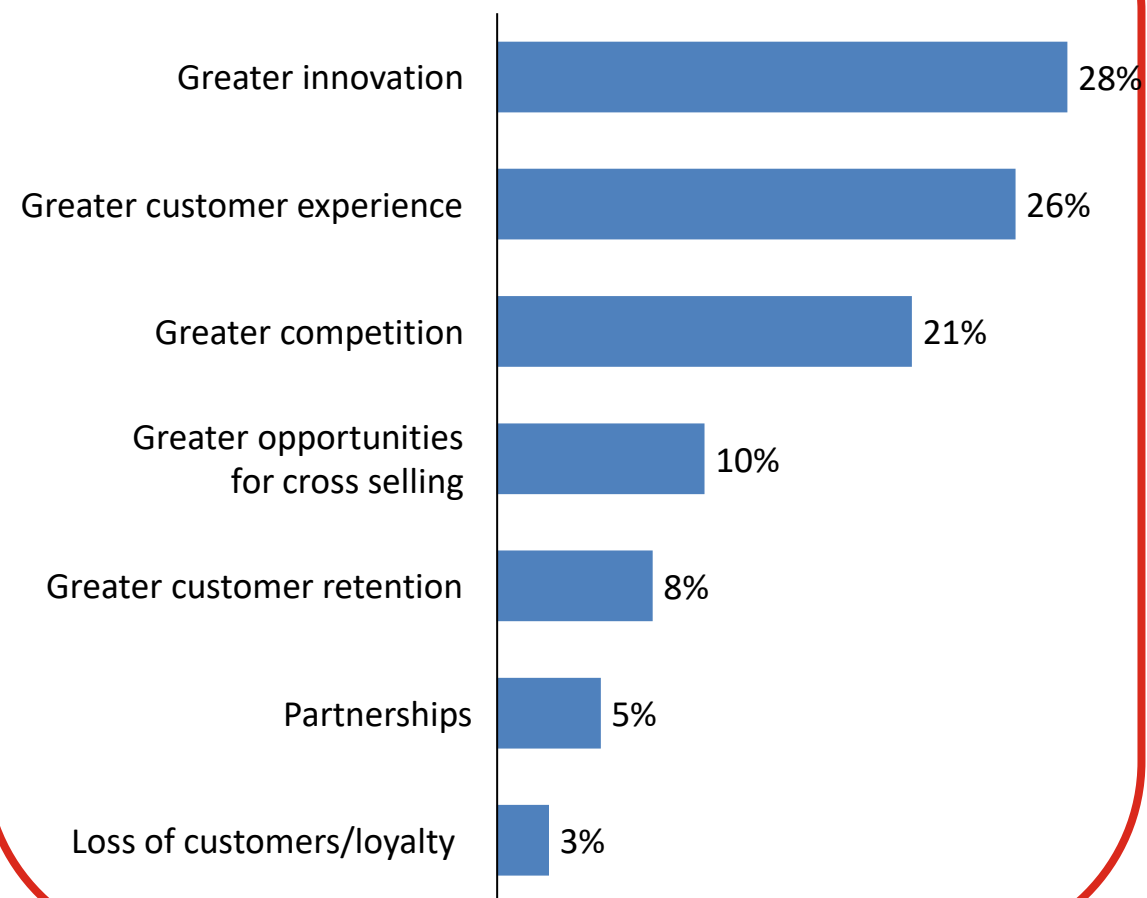 Greater innovation 28%
Greater customer experience 26%
Greater competition 21%
Greater opportunities
for cross selling 10%
Greater customer retention 8%
Partnerships 5%
Loss of customers/loyalty 3%